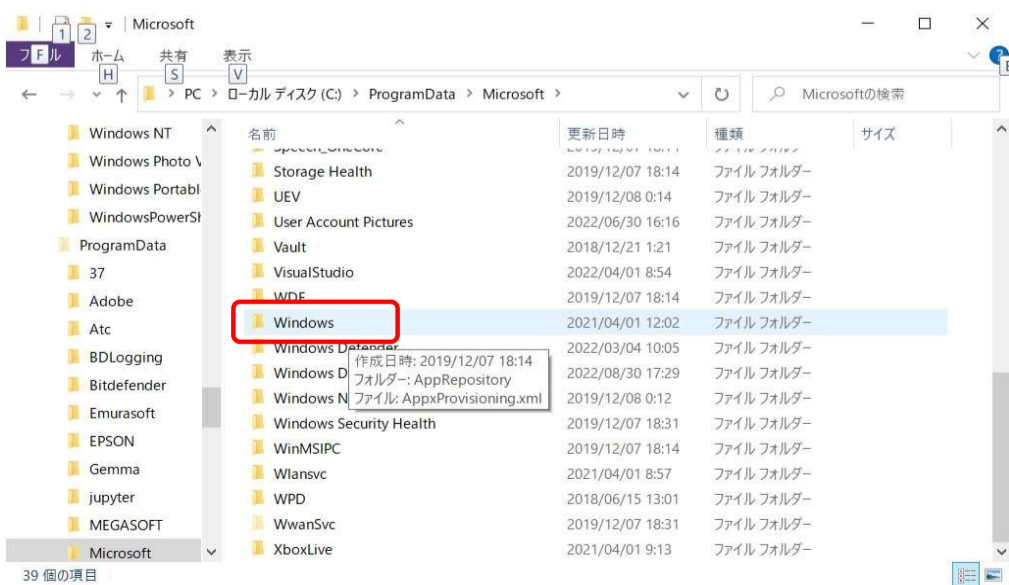 Microsoft
1 2
ファイル ホーム 共有 表示
F H S V
PC > ローカル ディスク (C:) > ProgramData > Microsoft >
Microsoftの検索
Windows NT
Windows Photo V
Windows Portabl
WindowsPowerSh
ProgramData
37
Adobe
Atc
BDLogging
Bitdefender
Emurasoft
EPSON
Gemma
jupyter
MEGASOFT
Microsoft
名前 更新日時 種類 サイズ
Storage Health 2019/12/07 18:14 ファイル フォルダー
UEV 2019/12/08 0:14 ファイル フォルダー
User Account Pictures 2022/06/30 16:16 ファイル フォルダー
Vault 2018/12/21 1:21 ファイル フォルダー
VisualStudio 2022/04/01 8:54 ファイル フォルダー
WDF 2019/12/07 18:14 ファイル フォルダー
Windows 2021/04/01 12:02 ファイル フォルダー
Windows Defender 2022/03/04 10:05 ファイル フォルダー
Windows D 2022/08/30 17:29 ファイル フォルダー
Windows N 2019/12/08 0:12 ファイル フォルダー
Windows Security Health 2019/12/07 18:31 ファイル フォルダー
WinMSIPC 2019/12/07 18:14 ファイル フォルダー
Wlansvc 2021/04/01 8:57 ファイル フォルダー
WPD 2018/06/15 13:01 ファイル フォルダー
WwanSvc 2019/12/07 18:31 ファイル フォルダー
XboxLive 2021/04/01 9:13 ファイル フォルダー
作成日時: 2019/12/07 18:14
フォルダー: AppRepository
ファイル: AppxProvisioning.xml
39 個の項目